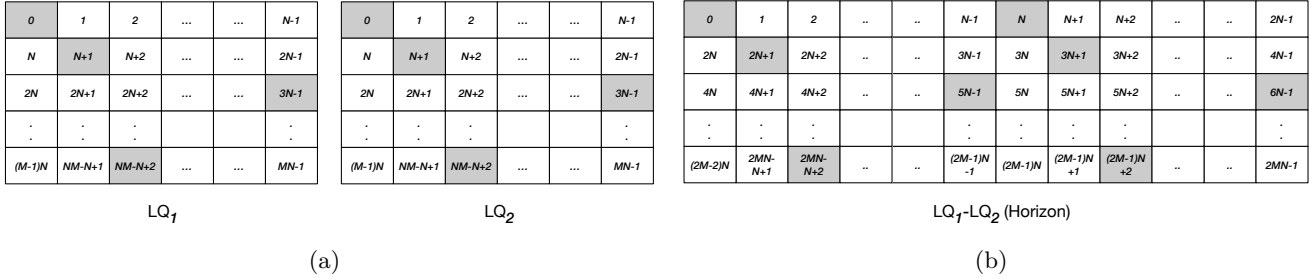 0 1 2 ... ... N-1
N N+1 N+2 ... ... 2N-1
2N 2N+1 2N+2 ... ... 3N-1
. . . .
. . . .
(M-1)N NM-N+1 NM-N+2 ... ... MN-1
LQ1
0 1 2 ... ... N-1
N N+1 N+2 ... ... 2N-1
2N 2N+1 2N+2 ... ... 3N-1
. . . .
. . . .
(M-1)N NM-N+1 NM-N+2 ... ... MN-1
LQ2
(a)
0 1 2 .. .. N-1 N N+1 N+2 .. .. 2N-1
2N 2N+1 2N+2 .. .. 3N-1 3N 3N+1 3N+2 .. .. 4N-1
4N 4N+1 4N+2 .. .. 5N-1 5N 5N+1 5N+2 .. .. 6N-1
. . . . . . . .
. . . . . . . .
(2M-2)N 2MN-N+1 2MN-N+2 .. .. (2M-1)N-1 (2M-1)N (2M-1)N+1 (2M-1)N+2 .. .. 2MN-1
LQ1-LQ2 (Horizon)
(b)